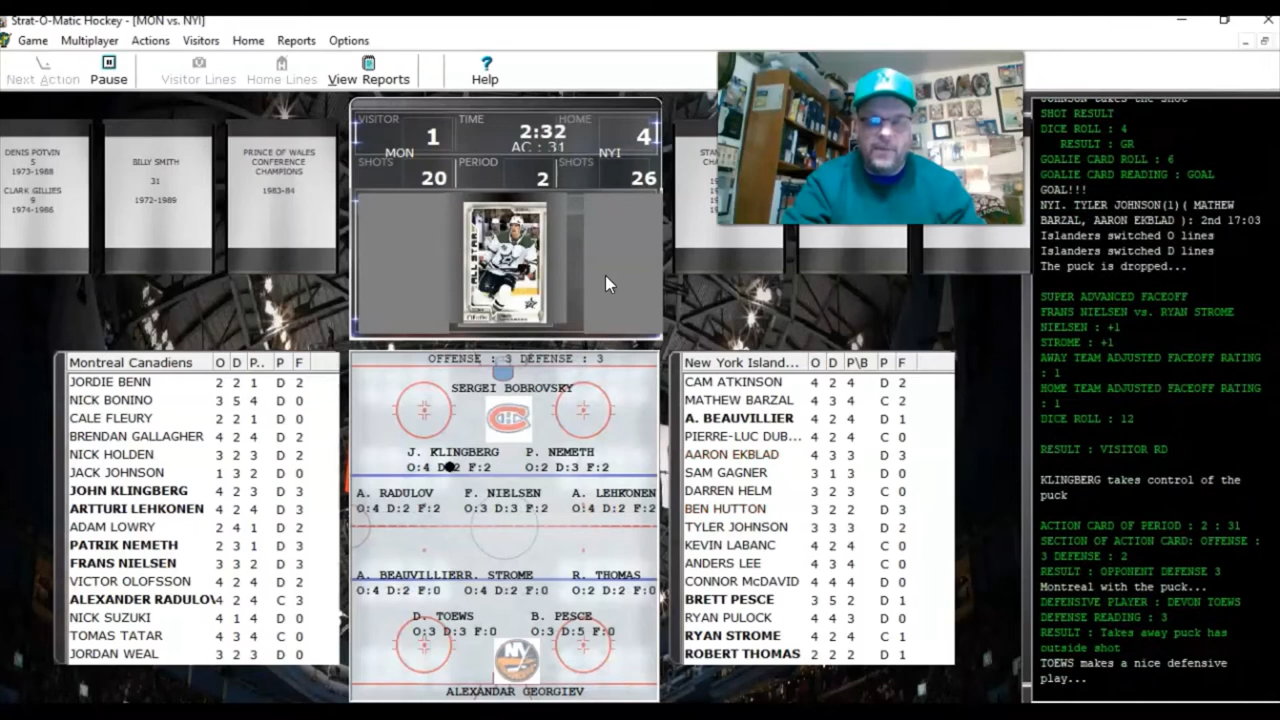 Strat-O-Matic Hockey - [MON vs. NYI]
Game Multiplayer Actions Visitors Home Reports Options
Next Action Pause Visitor Lines Home Lines View Reports Help
DENIS POTVIN
5
1973-1988
CLARK GILLIES
9
1974-1986
BILLY SMITH
31
1972-1989
PRINCE OF WALES
CONFERENCE
CHAMPIONS
1983-84
VISITOR 1 TIME 2:32 HOME 4
MON AC : 31 NYI
SHOTS 20 PERIOD 2 SHOTS 26
ALL STAR
Montreal Canadiens O D P.. P F
JORDIE BENN 2 2 1 D 2
NICK BONINO 3 5 4 D 0
CALE FLEURY 2 2 1 D 0
BRENDAN GALLAGHER 4 2 4 D 2
NICK HOLDEN 3 2 3 D 2
JACK JOHNSON 1 3 2 D 0
JOHN KLINGBERG 4 2 3 D 3
ARTTURI LEHKONEN 4 2 4 D 3
ADAM LOWRY 2 4 1 D 2
PATRIK NEMETH 2 3 1 D 3
FRANS NIELSEN 3 3 2 D 3
VICTOR OLOFSSON 4 2 4 D 2
ALEXANDER RADULOV 4 2 4 C 3
NICK SUZUKI 4 1 4 D 0
TOMAS TATAR 4 3 4 C 0
JORDAN WEAL 3 2 3 D 0
OFFENSE : 3 DEFENSE : 3
SERGEI BOBROVSKY
J. KLINGBERG P. NEMETH
O:4 D:2 F:2 O:2 D:3 F:2
A. RADULOV F. NIELSEN A. LEHKONEN
O:4 D:2 F:2 O:3 D:3 F:2 O:4 D:2 F:2
A. BEAUVILLIER R. STROME R. THOMAS
O:4 D:2 F:0 O:4 D:2 F:0 O:2 D:2 F:0
D. TOEWS B. PESCE
O:3 D:3 F:0 O:3 D:5 F:0
NY
ALEXANDAR GEORGIEV
New York Island... O D P\B P F
CAM ATKINSON 4 2 4 D 2
MATHEW BARZAL 4 3 4 C 2
A. BEAUVILLIER 4 2 4 D 1
PIERRE-LUC DUB... 4 2 4 C 0
AARON EKBLAD 4 3 3 D 3
SAM GAGNER 3 1 3 D 0
DARREN HELM 3 2 3 C 0
BEN HUTTON 3 2 2 D 3
TYLER JOHNSON 3 3 3 D 2
KEVIN LABANC 4 2 4 C 0
ANDERS LEE 4 3 4 C 0
CONNOR McDAVID 4 4 4 D 0
BRETT PESCE 3 5 2 D 1
RYAN PULOCK 4 4 3 D 0
RYAN STROME 4 2 4 C 1
ROBERT THOMAS 2 2 2 D 1
JOHNSON takes the shot
SHOT RESULT
DICE ROLL : 4
RESULT : GR
GOALIE CARD ROLL : 6
GOALIE CARD READING : GOAL
GOAL!!!
NYI. TYLER JOHNSON(1)( MATHEW
BARZAL, AARON EKBLAD ): 2nd 17:03
Islanders switched O lines
Islanders switched D lines
The puck is dropped...
SUPER ADVANCED FACEOFF
FRANS NIELSEN vs. RYAN STROME
NIELSEN : +1
STROME : +1
AWAY TEAM ADJUSTED FACEOFF RATING
: 1
HOME TEAM ADJUSTED FACEOFF RATING
: 1
DICE ROLL : 12
RESULT : VISITOR RD
KLINGBERG takes control of the
puck
ACTION CARD OF PERIOD : 2 : 31
SECTION OF ACTION CARD: OFFENSE :
3 DEFENSE : 2
RESULT : OPPONENT DEFENSE 3
Montreal with the puck...
DEFENSIVE PLAYER : DEVON TOEWS
DEFENSE READING : 3
RESULT : Takes away puck has
outside shot
TOEWS makes a nice defensive
play...